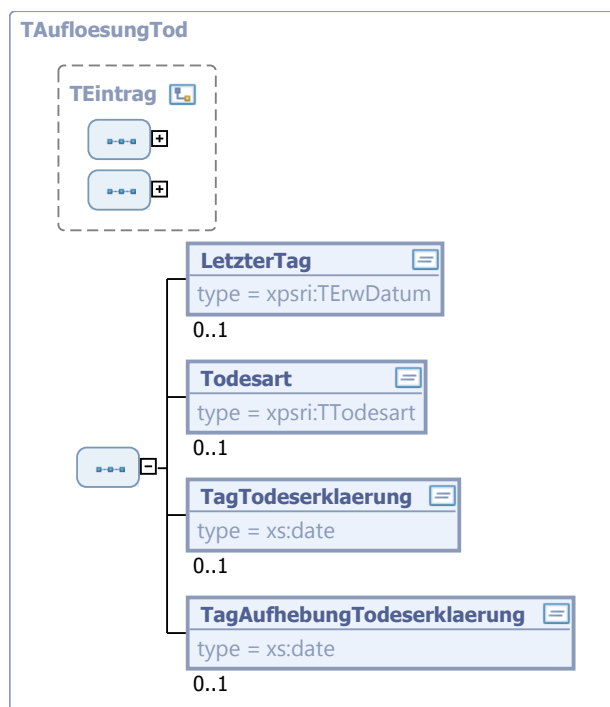 TAufloesungTod
TEintrag
LetzterTag
type = xpsri:TErwDatum
0..1
Todesart
type = xpsri:TTodesart
0..1
TagTodeserklaerung
type = xs:date
0..1
TagAufhebungTodeserklaerung
type = xs:date
0..1